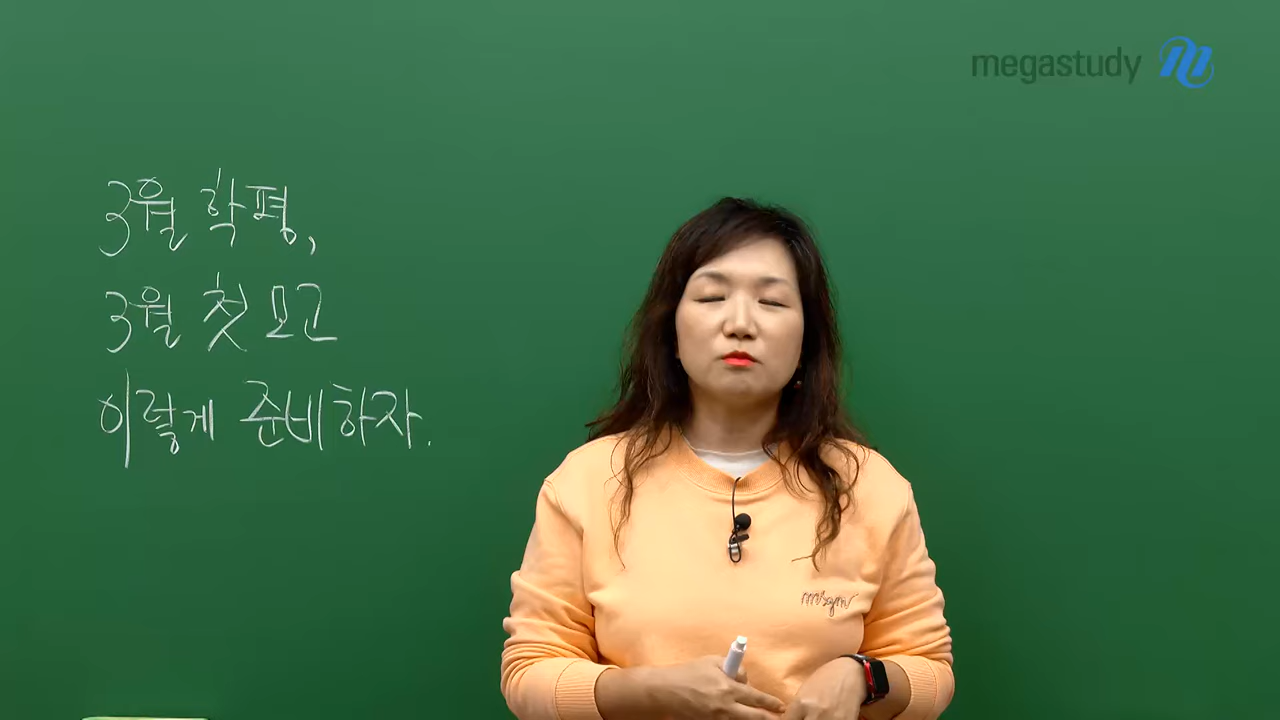 megastudy
3월 학평,
3월 첫 모고
이렇게 준비하자.